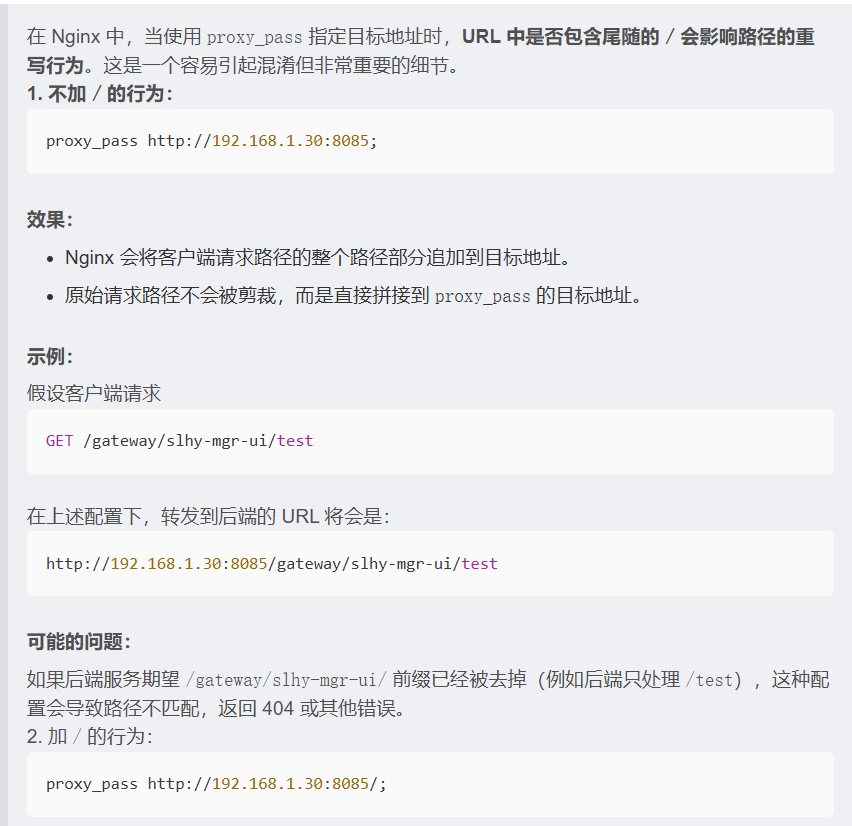 在 Nginx 中，当使用 proxy_pass 指定目标地址时，URL 中是否包含尾随的 / 会影响路径的重
写行为。这是一个容易引起混淆但非常重要的细节。
1. 不加 / 的行为：
proxy_pass http://192.168.1.30:8085;
效果：
• Nginx 会将客户端请求路径的整个路径部分追加到目标地址。
• 原始请求路径不会被剪裁，而是直接拼接到 proxy_pass 的目标地址。
示例：
假设客户端请求
GET /gateway/slhy-mgr-ui/test
在上述配置下，转发到后端的 URL 将会是：
http://192.168.1.30:8085/gateway/slhy-mgr-ui/test
可能的问题：
如果后端服务期望 /gateway/slhy-mgr-ui/ 前缀已经被去掉（例如后端只处理 /test），这种配
置会导致路径不匹配，返回 404 或其他错误。
2. 加 / 的行为：
proxy_pass http://192.168.1.30:8085/;